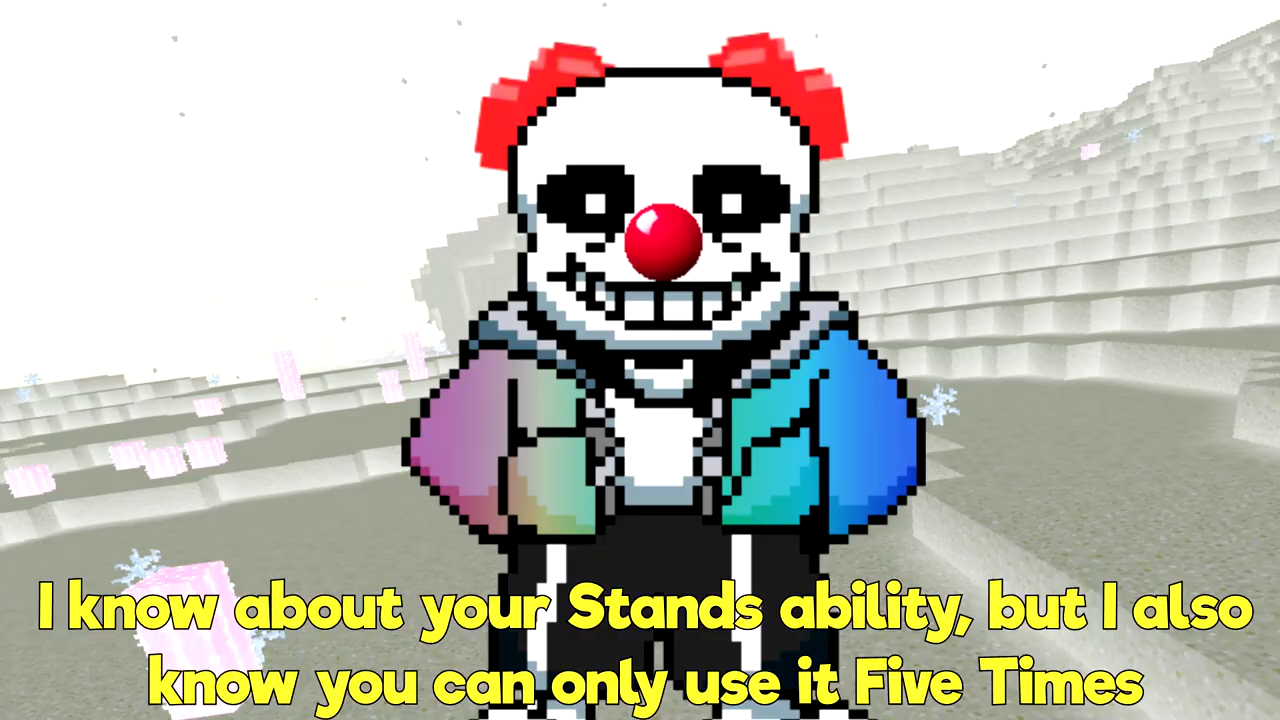 I know about your Stands ability, but I also
know you can only use it Five Times